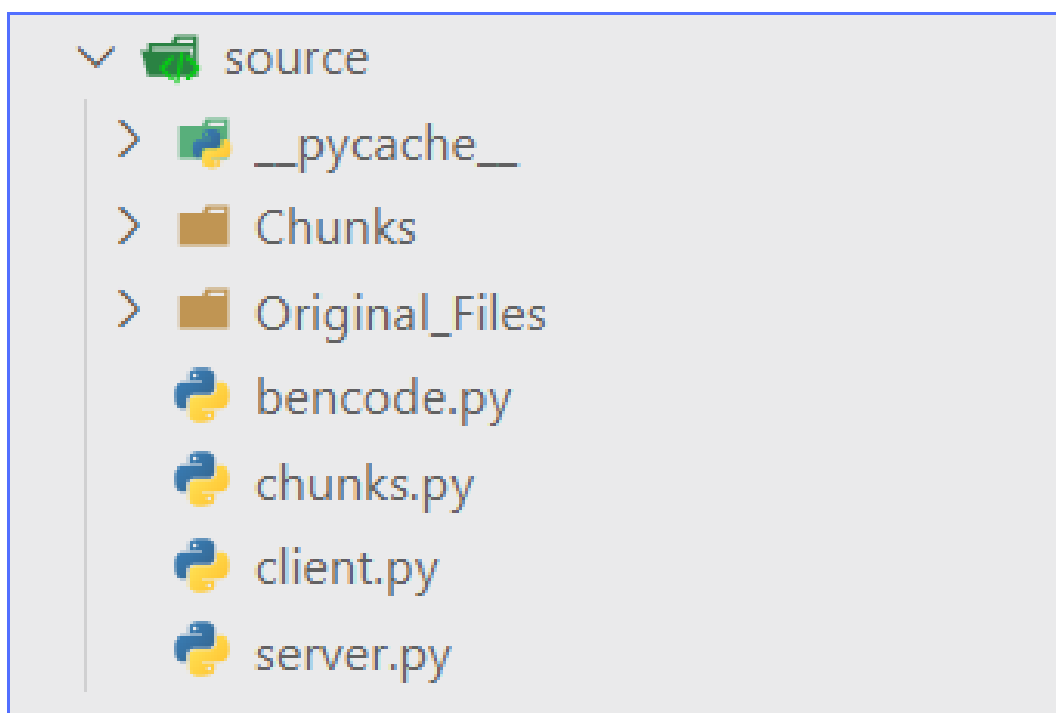 source
__pycache__
Chunks
Original_Files
bencode.py
chunks.py
client.py
server.py